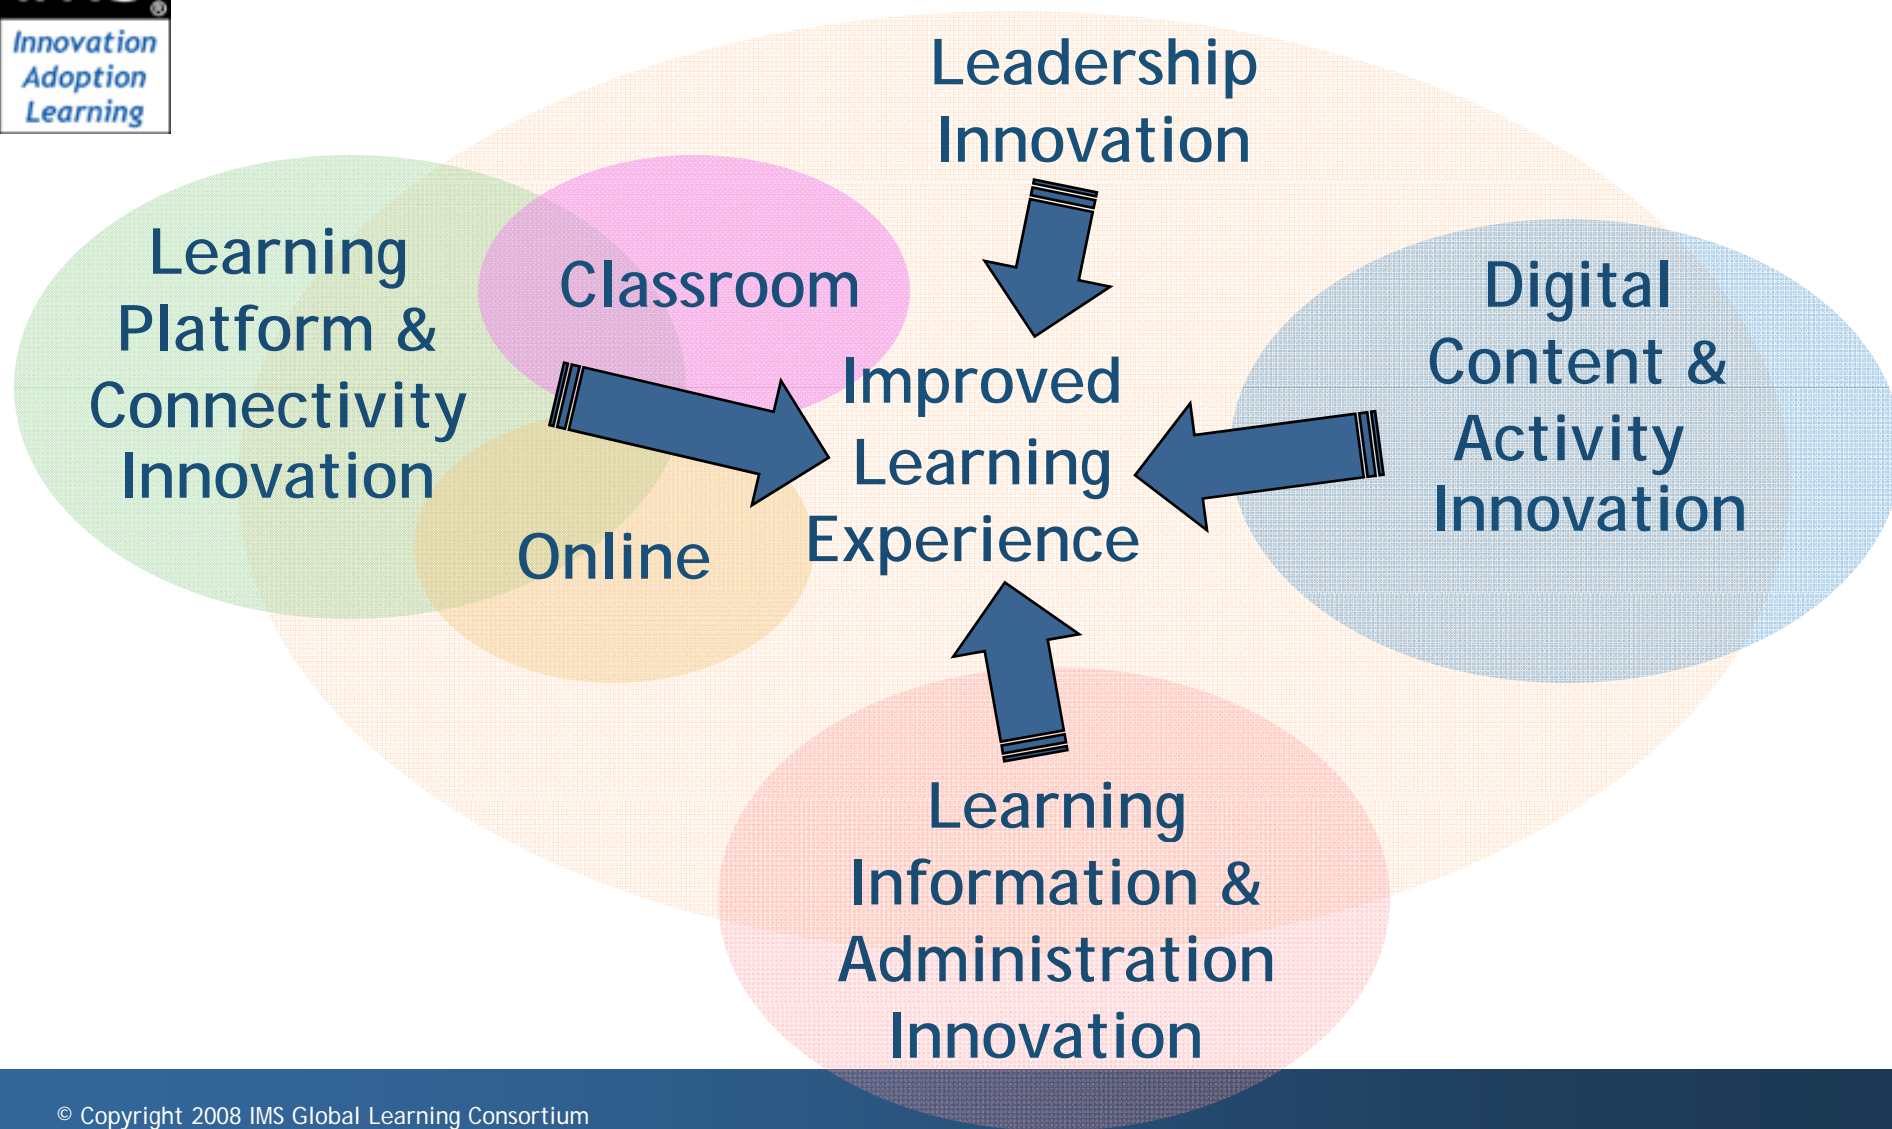 Innovation
Adoption
Learning
Leadership
Innovation
Learning
Platform &
Connectivity
Innovation
Classroom
Online
Improved
Learning
Experience
Digital
Content &
Activity
Innovation
Learning
Information &
Administration
Innovation
© Copyright 2008 IMS Global Learning Consortium